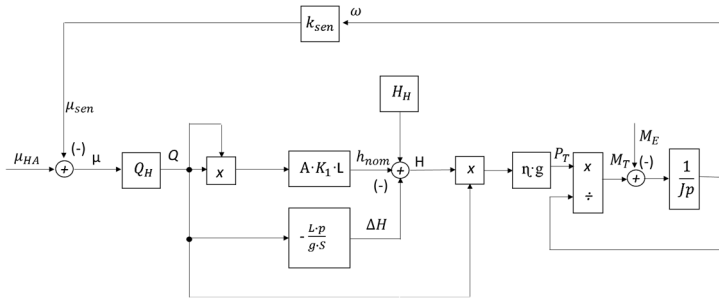 k_sen
ω
μ_sen
H_H
μ_HA
(-)
μ
Q_H
Q
x
A·K_1·L
h_nom
(-)
+
+
H
x
η·g
P_T
x
÷
M_T
M_E
(-)
+
1
Jp
- L·p
g·S
ΔH